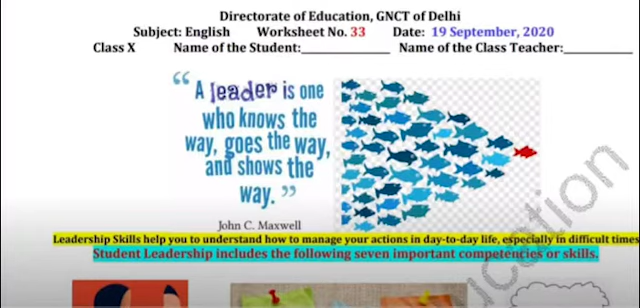 Directorate of Education, GNCT of Delhi
Subject: English Worksheet No. 33 Date: 19 September, 2020
Class X Name of the Student:______________ Name of the Class Teacher:___________
“ A leader is one
who knows the
way, goes the way,
and shows the
way. ”
John C. Maxwell
Leadership Skills help you to understand how to manage your actions in day-to-day life, especially in difficult times
Student Leadership includes the following seven important competencies or skills.